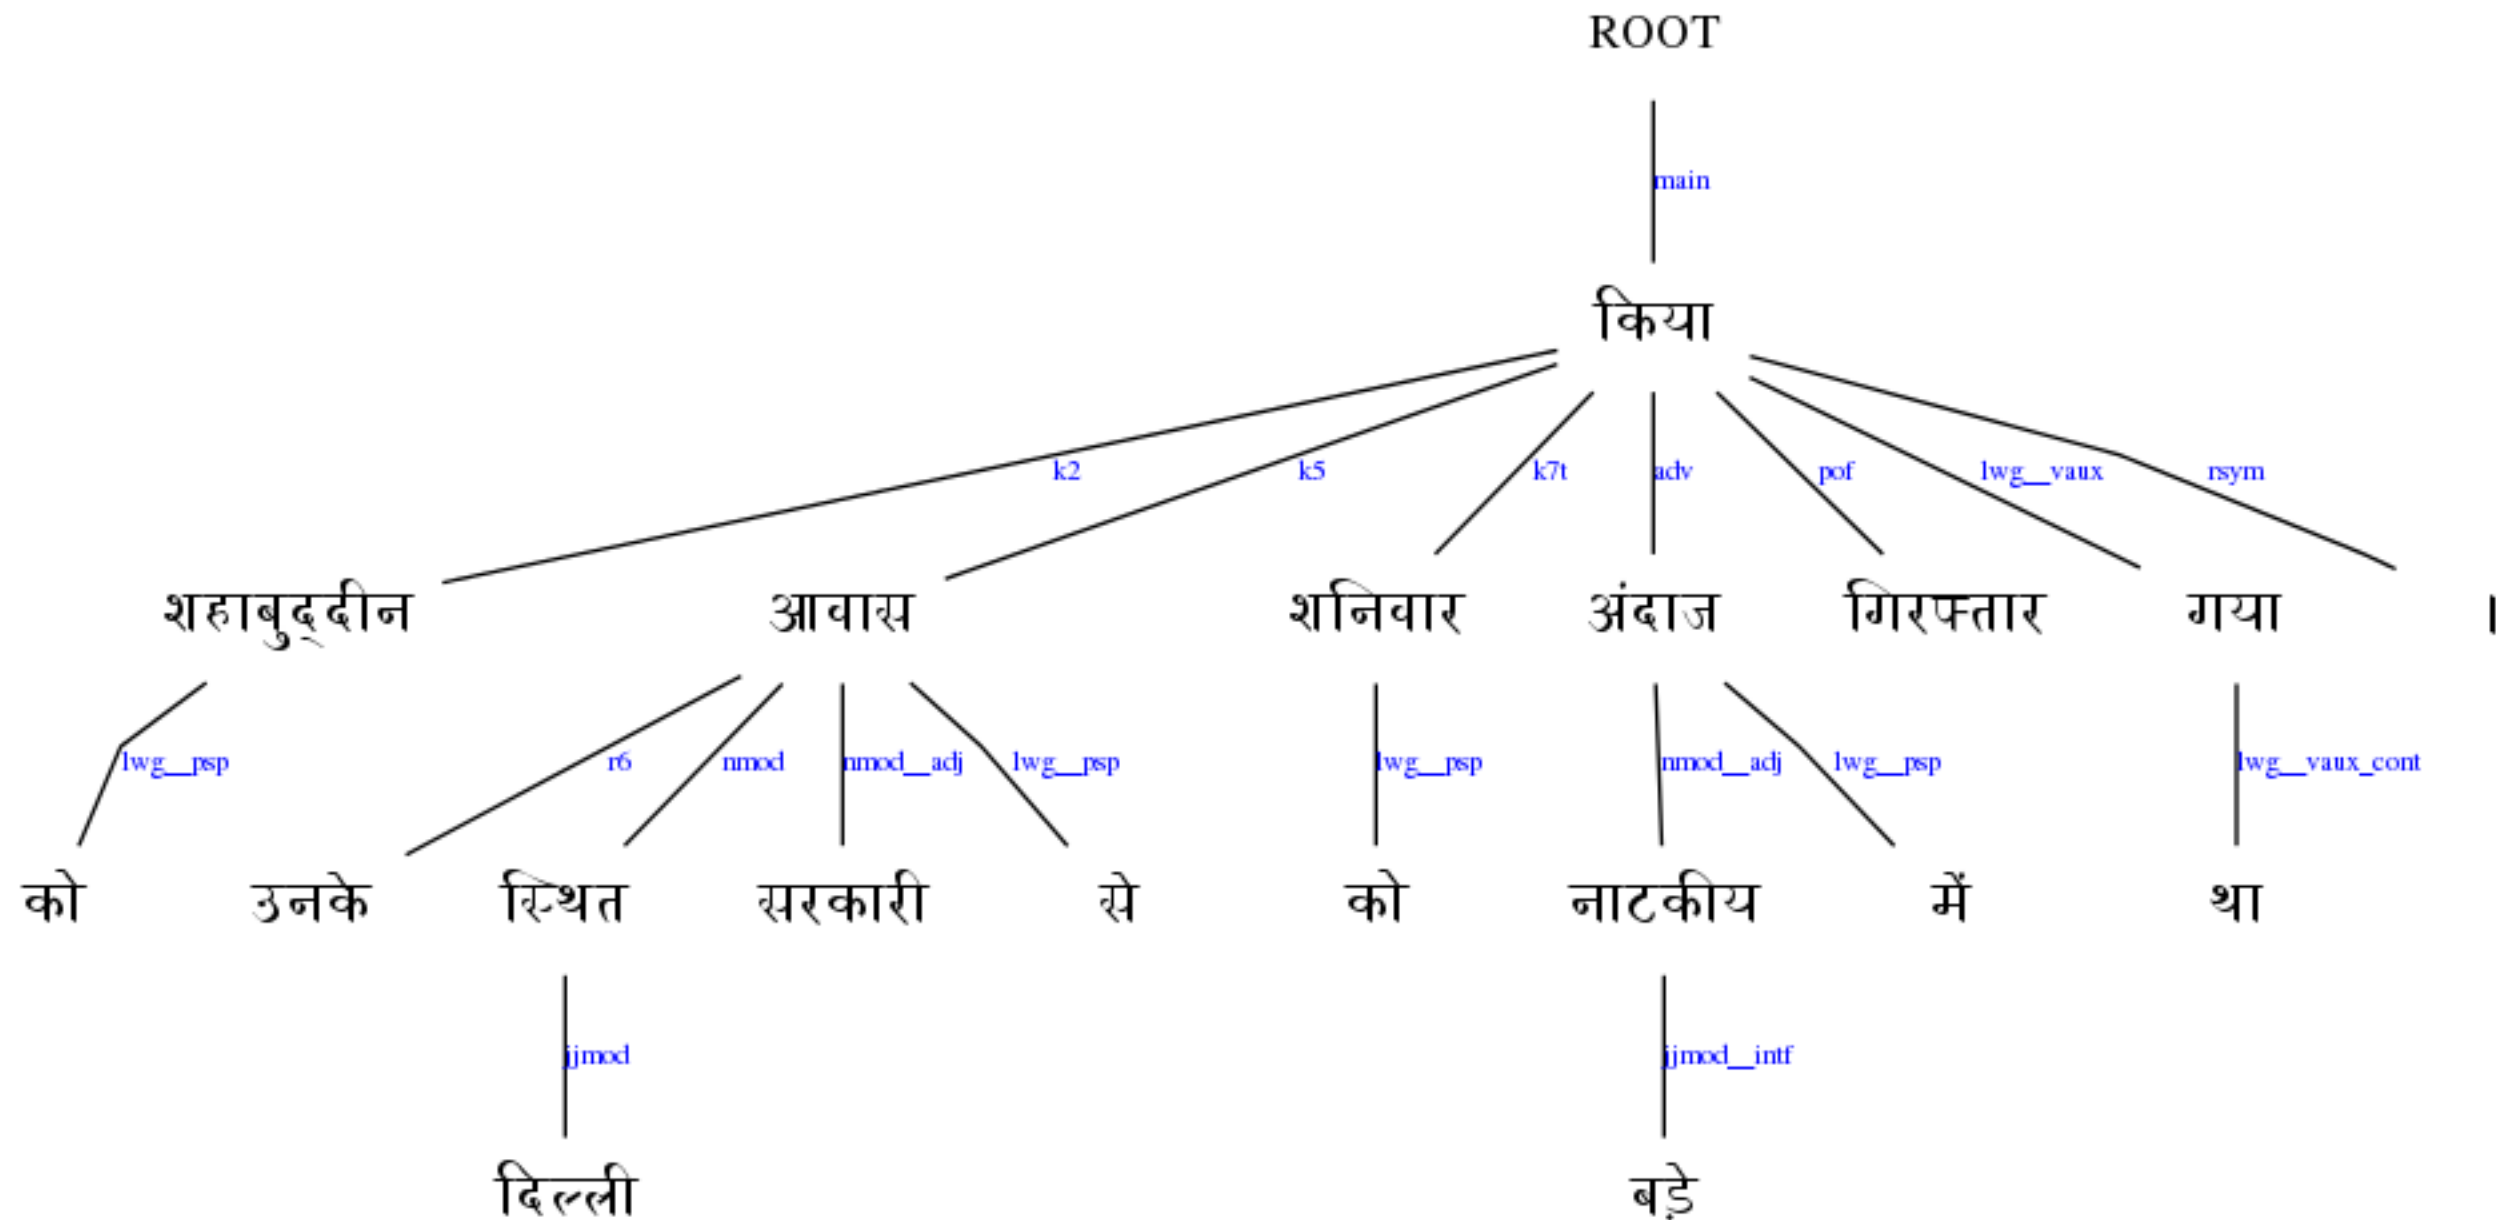 ROOT
main
किया
k2 k5 k7t adv pof lwg__vaux rsym
शहाबुद्दीन आवास शनिवार अंदाज गिरफ्तार गया ।
lwg__psp r6 nmod nmod__adj lwg__psp lwg__psp nmod__adj lwg__psp lwg__vaux_cont
को उनके स्थित सरकारी से को नाटकीय में था
jjmod jjmod__intf
दिल्ली बड़े